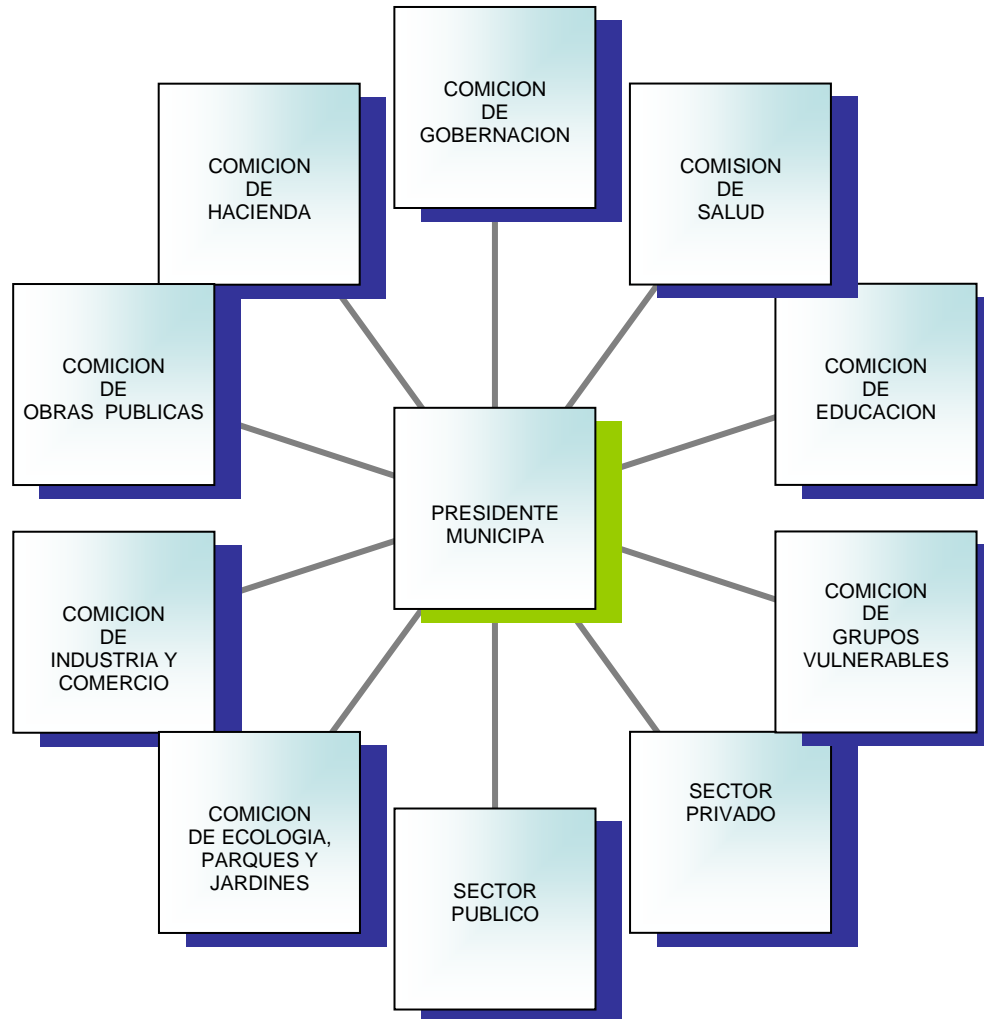 COMICION
DE
GOBERNACION
COMICION
DE
HACIENDA
COMISION
DE
SALUD
COMICION
DE
OBRAS  PUBLICAS
COMICION
DE
EDUCACION
PRESIDENTE
MUNICIPA
COMICION
DE
INDUSTRIA Y
COMERCIO
COMICION
DE
GRUPOS
VULNERABLES
COMICION
DE ECOLOGIA,
PARQUES Y
JARDINES
SECTOR
PRIVADO
SECTOR
PUBLICO